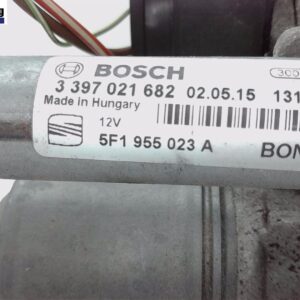 BOSCH
3 397 021 682 02.05.15 131
Made in Hungary
12V
5F1 955 023 A BON